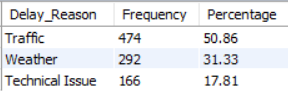 Delay_Reason Frequency Percentage
Traffic 474 50.86
Weather 292 31.33
Technical Issue 166 17.81